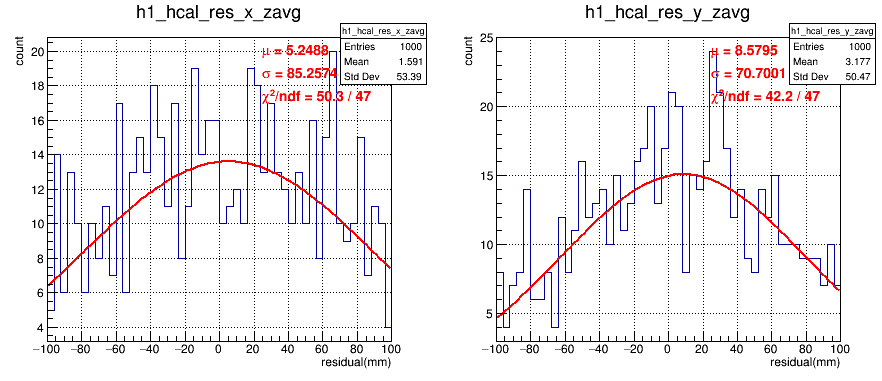 h1_hcal_res_x_zavg
h1_hcal_res_x_zavg
Entries 1000
Mean 1.591
Std Dev 53.39
μ = 5.2488
σ = 85.2574
χ²/ndf = 50.3 / 47
count
20
18
16
14
12
10
8
6
4
−100 −80 −60 −40 −20 0 20 40 60 80 100
residual(mm)
h1_hcal_res_y_zavg
h1_hcal_res_y_zavg
Entries 1000
Mean 3.177
Std Dev 50.47
μ = 8.5795
σ = 70.7001
χ²/ndf = 42.2 / 47
count
25
20
15
10
5
−100 −80 −60 −40 −20 0 20 40 60 80 100
residual(mm)